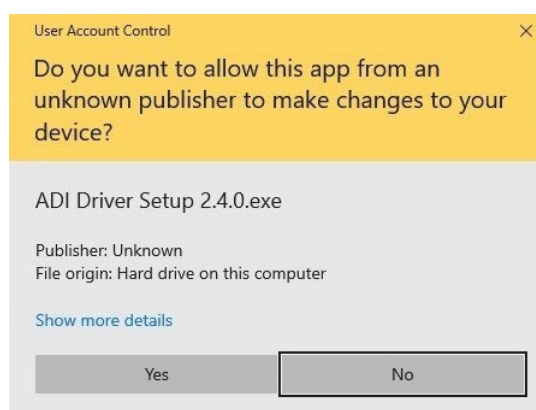 User Account Control
Do you want to allow this app from an
unknown publisher to make changes to your
device?
ADI Driver Setup 2.4.0.exe
Publisher: Unknown
File origin: Hard drive on this computer
Show more details
Yes No